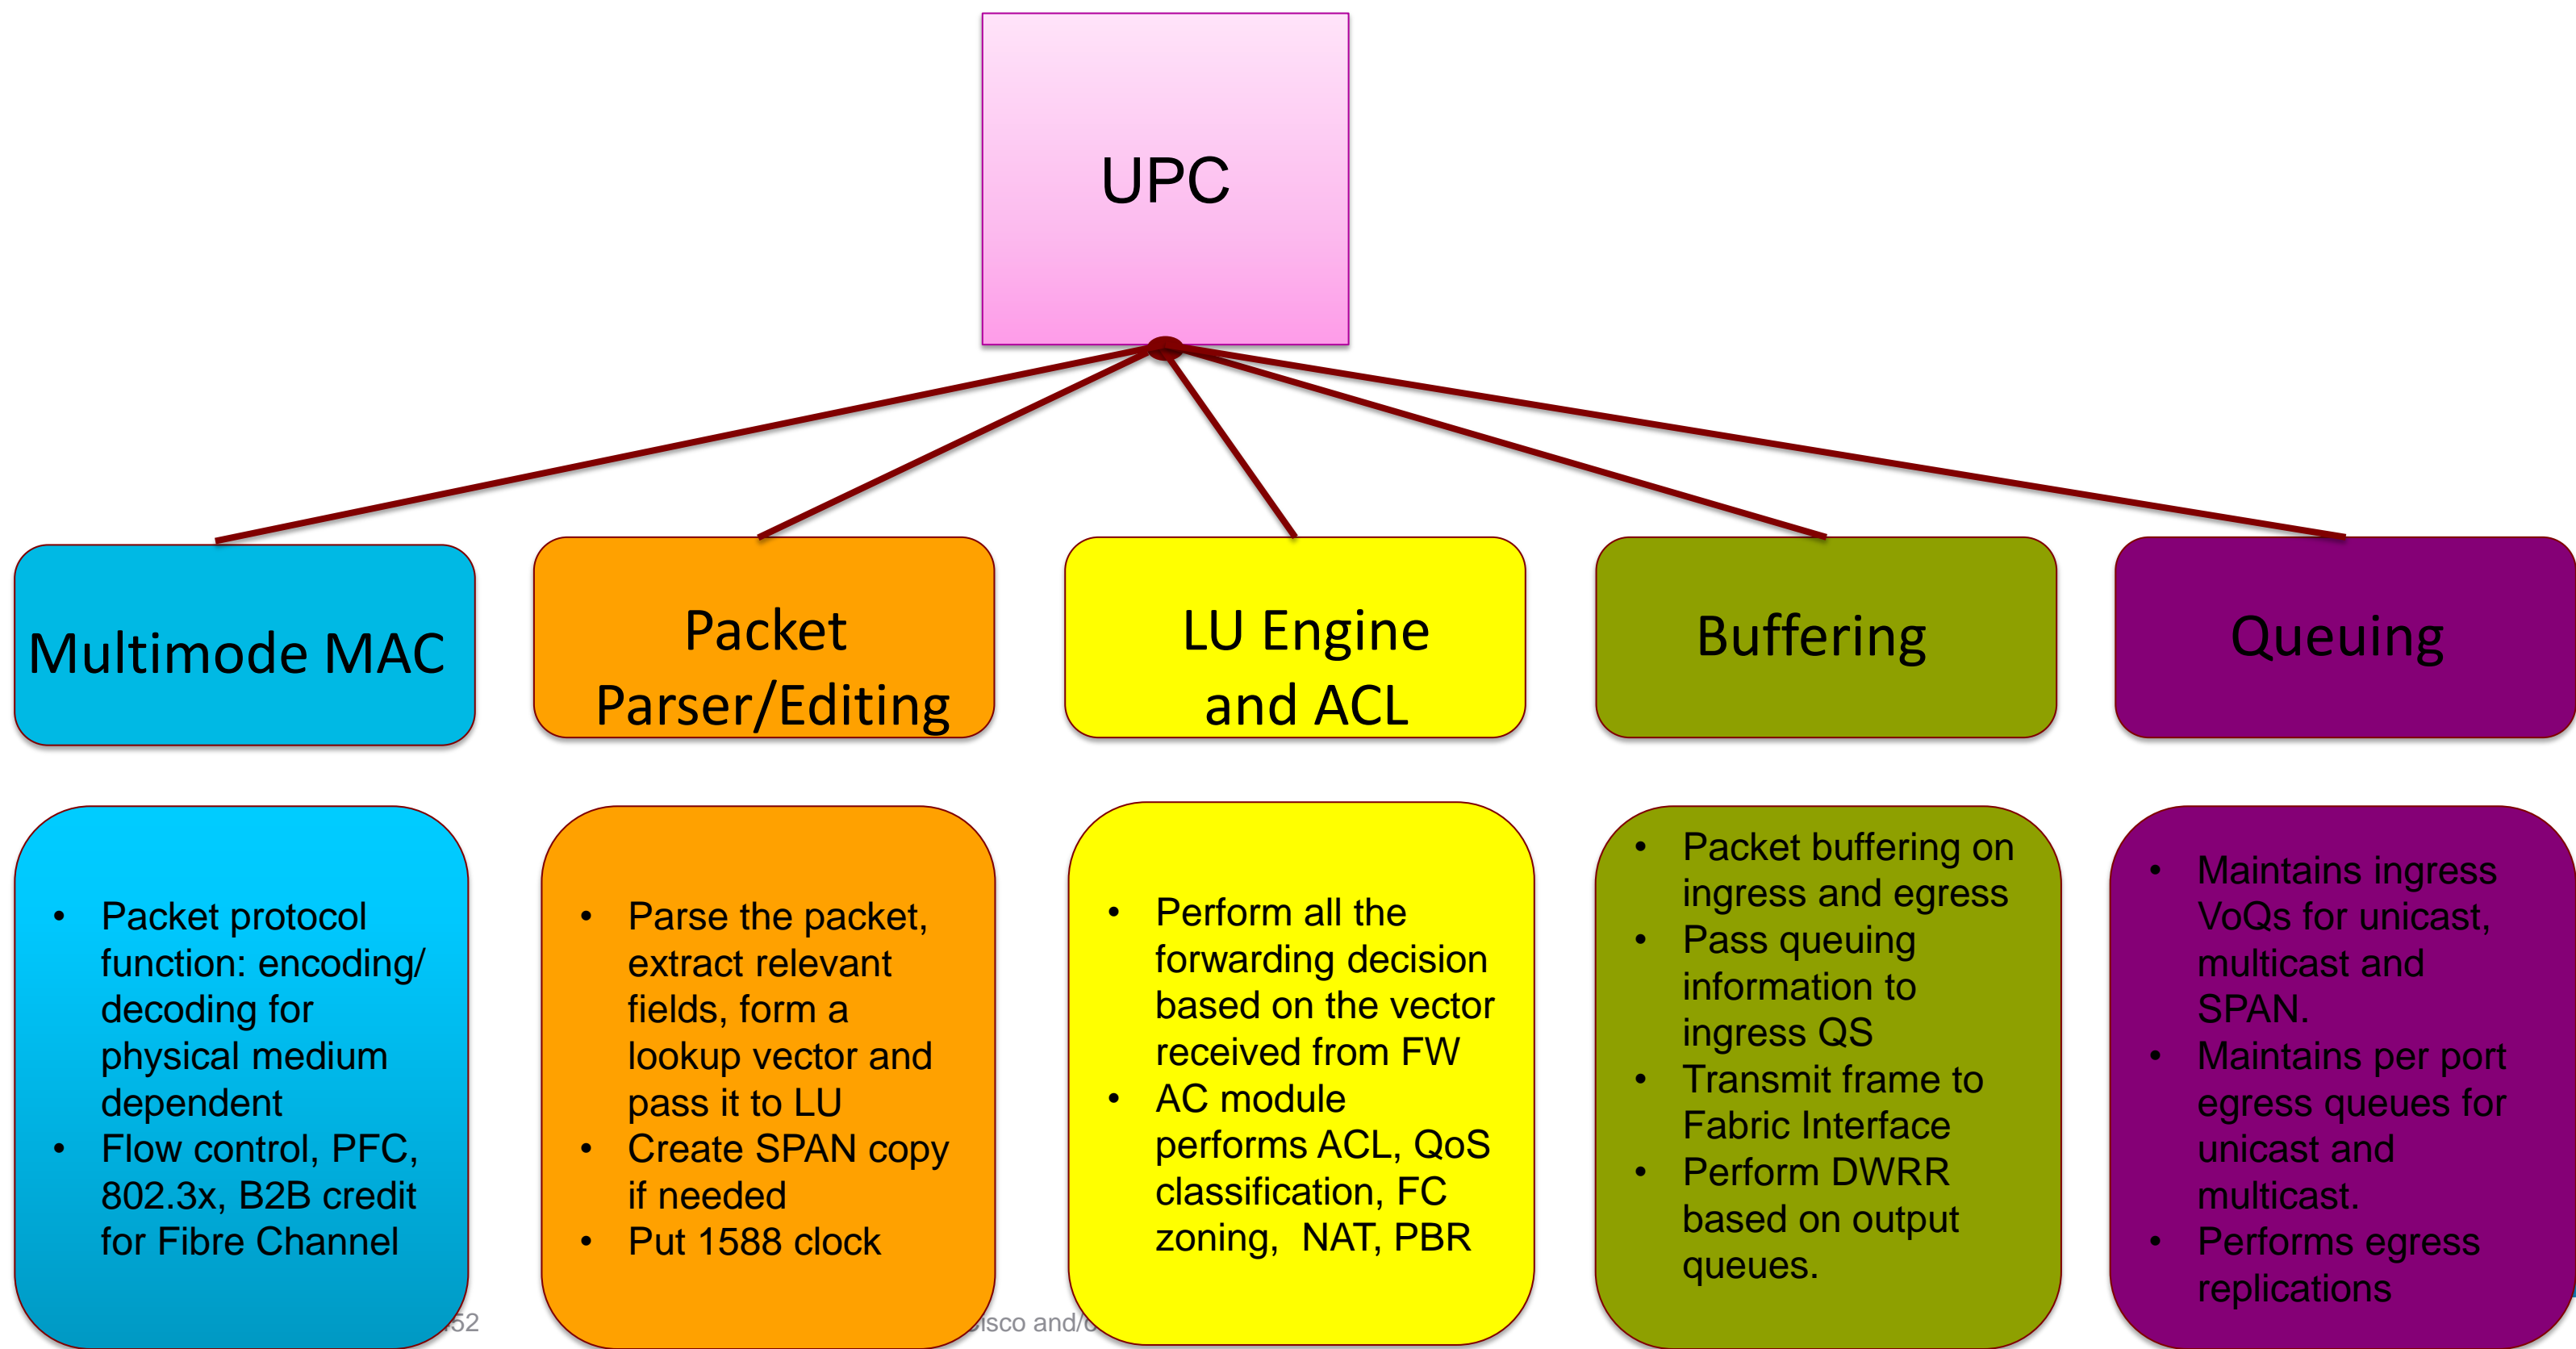 UPC
Multimode MAC
Packet
Parser/Editing
LU Engine
and ACL
Buffering
Queuing
• Packet protocol
function: encoding/
decoding for
physical medium
dependent
• Flow control, PFC,
802.3x, B2B credit
for Fibre Channel
• Parse the packet,
extract relevant
fields, form a
lookup vector and
pass it to LU
• Create SPAN copy
if needed
• Put 1588 clock
• Perform all the
forwarding decision
based on the vector
received from FW
• AC module
performs ACL, QoS
classification, FC
zoning, NAT, PBR
• Packet buffering on
ingress and egress
• Pass queuing
information to
ingress QS
• Transmit frame to
Fabric Interface
• Perform DWRR
based on output
queues.
• Maintains ingress
VoQs for unicast,
multicast and
SPAN.
• Maintains per port
egress queues for
unicast and
multicast.
• Performs egress
replications
52
isco and/o